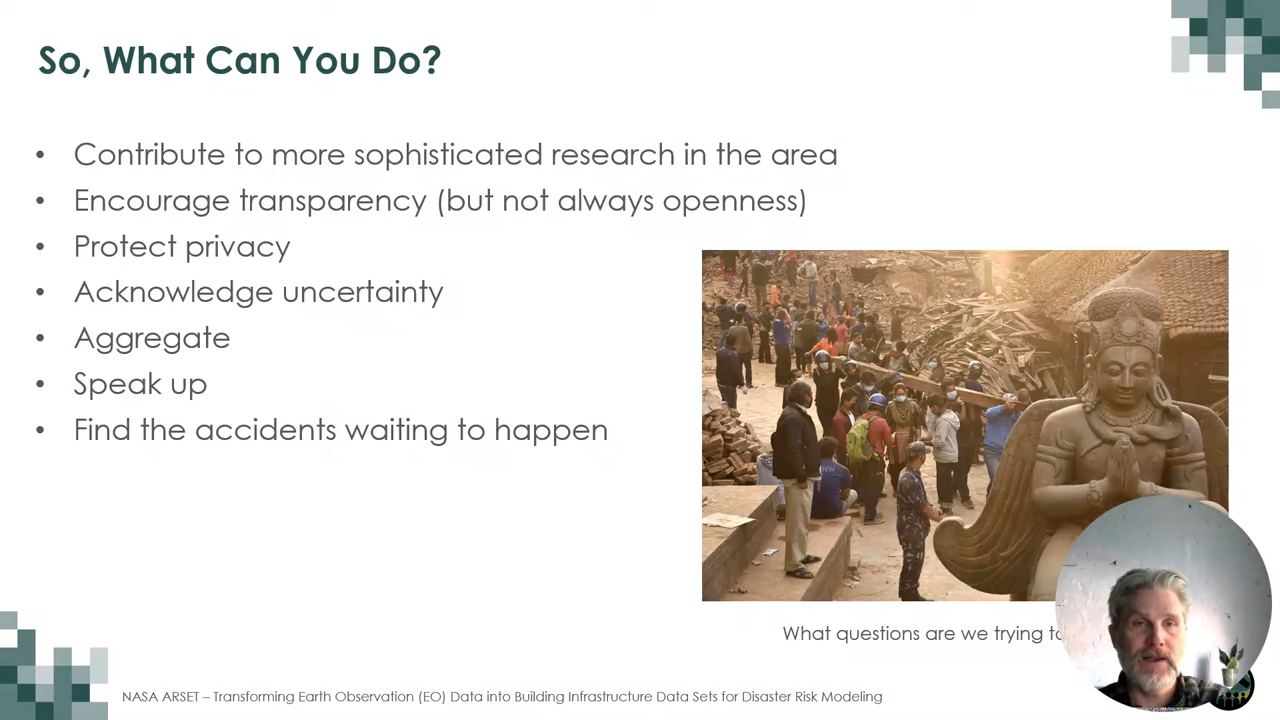 So, What Can You Do?
• Contribute to more sophisticated research in the area
• Encourage transparency (but not always openness)
• Protect privacy
• Acknowledge uncertainty
• Aggregate
• Speak up
• Find the accidents waiting to happen
What questions are we trying
NASA ARSET – Transforming Earth Observation (EO) Data into Building Infrastructure Data Sets for Disaster Risk Modeling